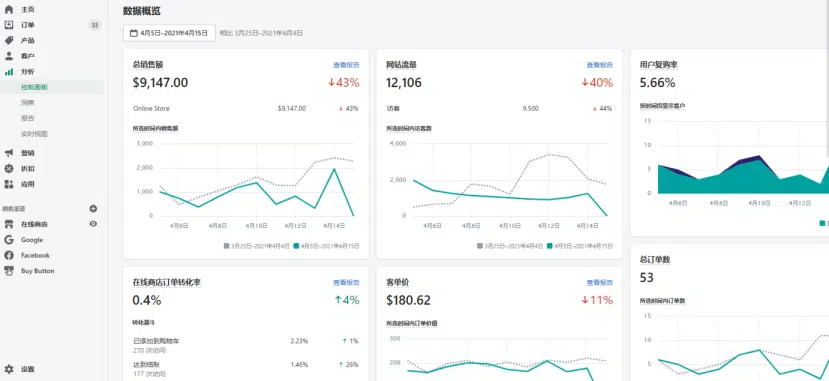 主页
订单
33
产品
客户
分析
控制面板
洞察
报告
实时视图
营销
折扣
应用
销售渠道
在线商店
Google
Facebook
Buy Button
设置
数据概览
4月5日–2021年4月15日
相比 3月25日–2021年4月4日
总销售额
查看报告
$9,147.00
↓43%
Online Store
$9,147.00
↓ 43%
所选时间内销售额
3,000
2,000
1,000
0
4月6日
4月8日
4月10日
4月12日
4月14日
3月25日–2021年4月4日
4月5日–2021年4月15日
网站流量
查看报告
12,106
↓40%
访客
9,500
↓ 44%
所选时间内访客数
4,000
2,000
0
4月6日
4月8日
4月10日
4月12日
4月14日
3月25日–2021年4月4日
4月5日–2021年4月15日
用户复购率
5.66%
按时间段显示客户
15
10
5
0
4月6日
4月8日
4月10日
4月12日
在线商店订单转化率
查看报告
0.4%
↑4%
转化漏斗
已添加到购物车
2.23%
↑ 1%
270 次访问
达到结账
1.46%
↑ 26%
177 次访问
客单价
查看报告
$180.62
↓11%
所选时间内订单价值
300
200
总订单数
53
所选时间内订单数
15
10
5